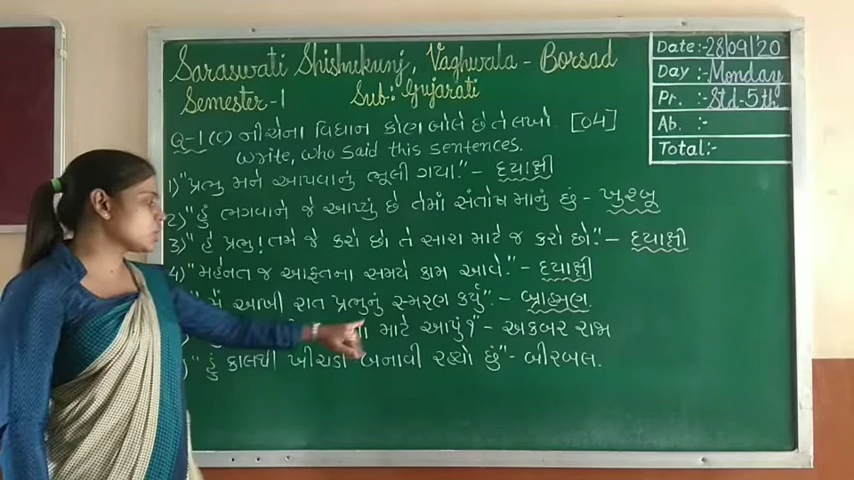 Saraswati Shishukunj, Vaghwala - Borsad
Semester-1 Sub: Gujarati
Date:-28/09/'20
Day:-Monday
Pr.:-Std-5th
Ab.:-
Total:-
Q-1(C) નીચેના વિધાન કોણ બોલે છે તે લખો. [04]
Write, who said this sentences.
1) "પ્રભુ મને આપવાનું ભૂલી ગયા." - દયાક્ષી
2) "હું ભગવાને જે આપ્યું છે તેમાં સંતોષ માનું છું - ખુશ્બૂ
3) "હે પ્રભુ! તમે જે કરો છો તે સારા માટે જ કરો છો." - દયાક્ષી
4) "મહેનત જ આફતના સમયે કામ આવે." - દયાક્ષી
"મેં આખી રાત પ્રભુનું સ્મરણ કર્યું". - બ્રાહ્મણ.
માટે આપું?" - અકબર રામ
"હું કાલથી ખીચડી બનાવી રહ્યો છું" - બીરબલ.